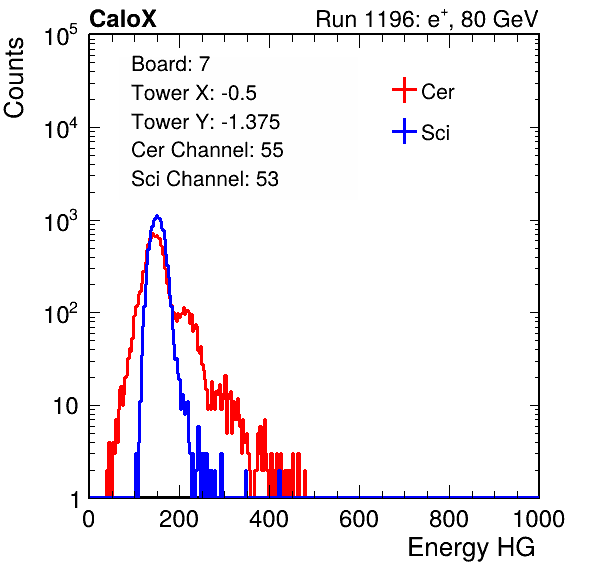 CaloX Run 1196: e⁺, 80 GeV
Counts
10⁵
10⁴
10³
10²
10
1
Board: 7
Tower X: -0.5
Tower Y: -1.375
Cer Channel: 55
Sci Channel: 53
Cer
Sci
0 200 400 600 800 1000
Energy HG